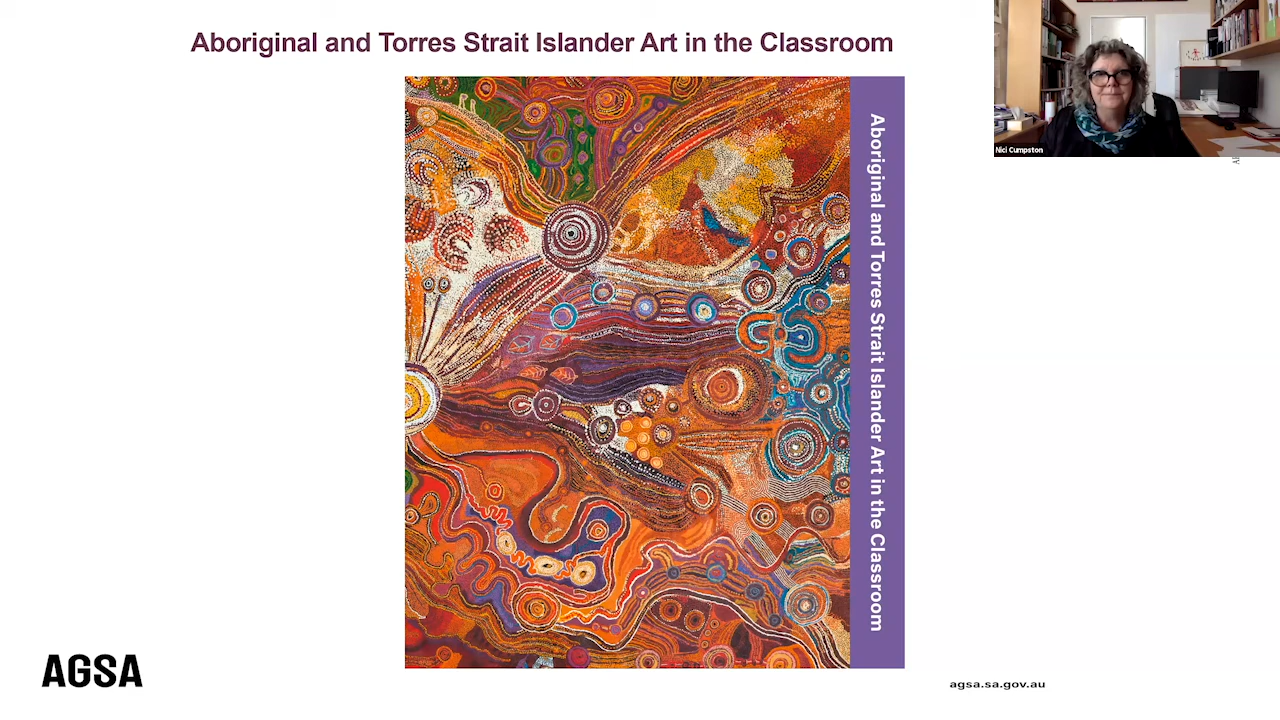 Aboriginal and Torres Strait Islander Art in the Classroom
Nici Cumpston
Aboriginal and Torres Strait Islander Art in the Classroom
AGSA
agsa.sa.gov.au